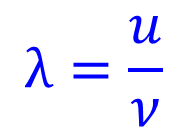 λ = u/ν